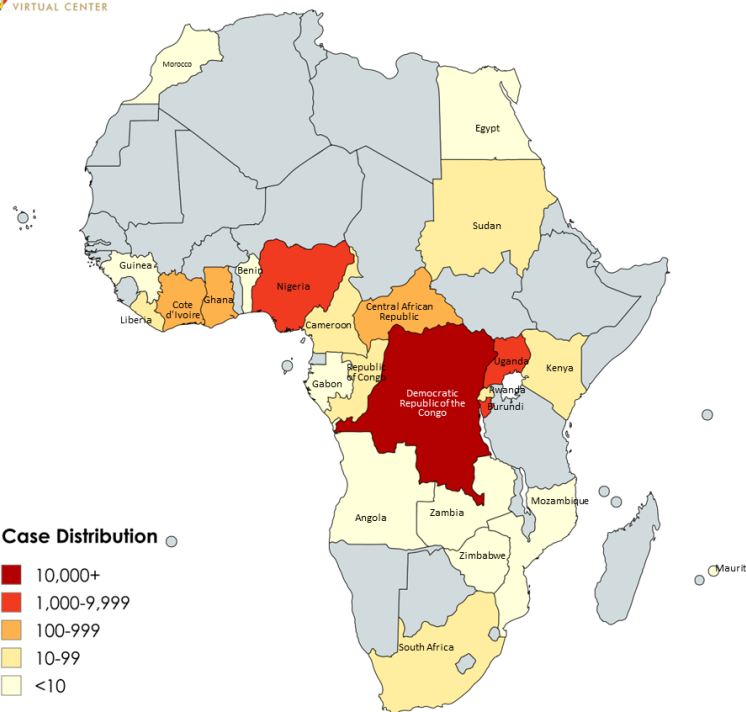 VIRTUAL CENTER
Morocco
Egypt
Sudan
Guinea
Benin
Nigeria
Ghana
Cote
d'Ivoire
Liberia
Central African
Republic
Cameroon
Uganda
Kenya
Republic
of Congo
Gabon
Rwanda
Democratic
Republic of the
Congo
Burundi
Mozambique
Angola
Zambia
Zimbabwe
Maurit
South Africa
Case Distribution
10,000+
1,000-9,999
100-999
10-99
<10